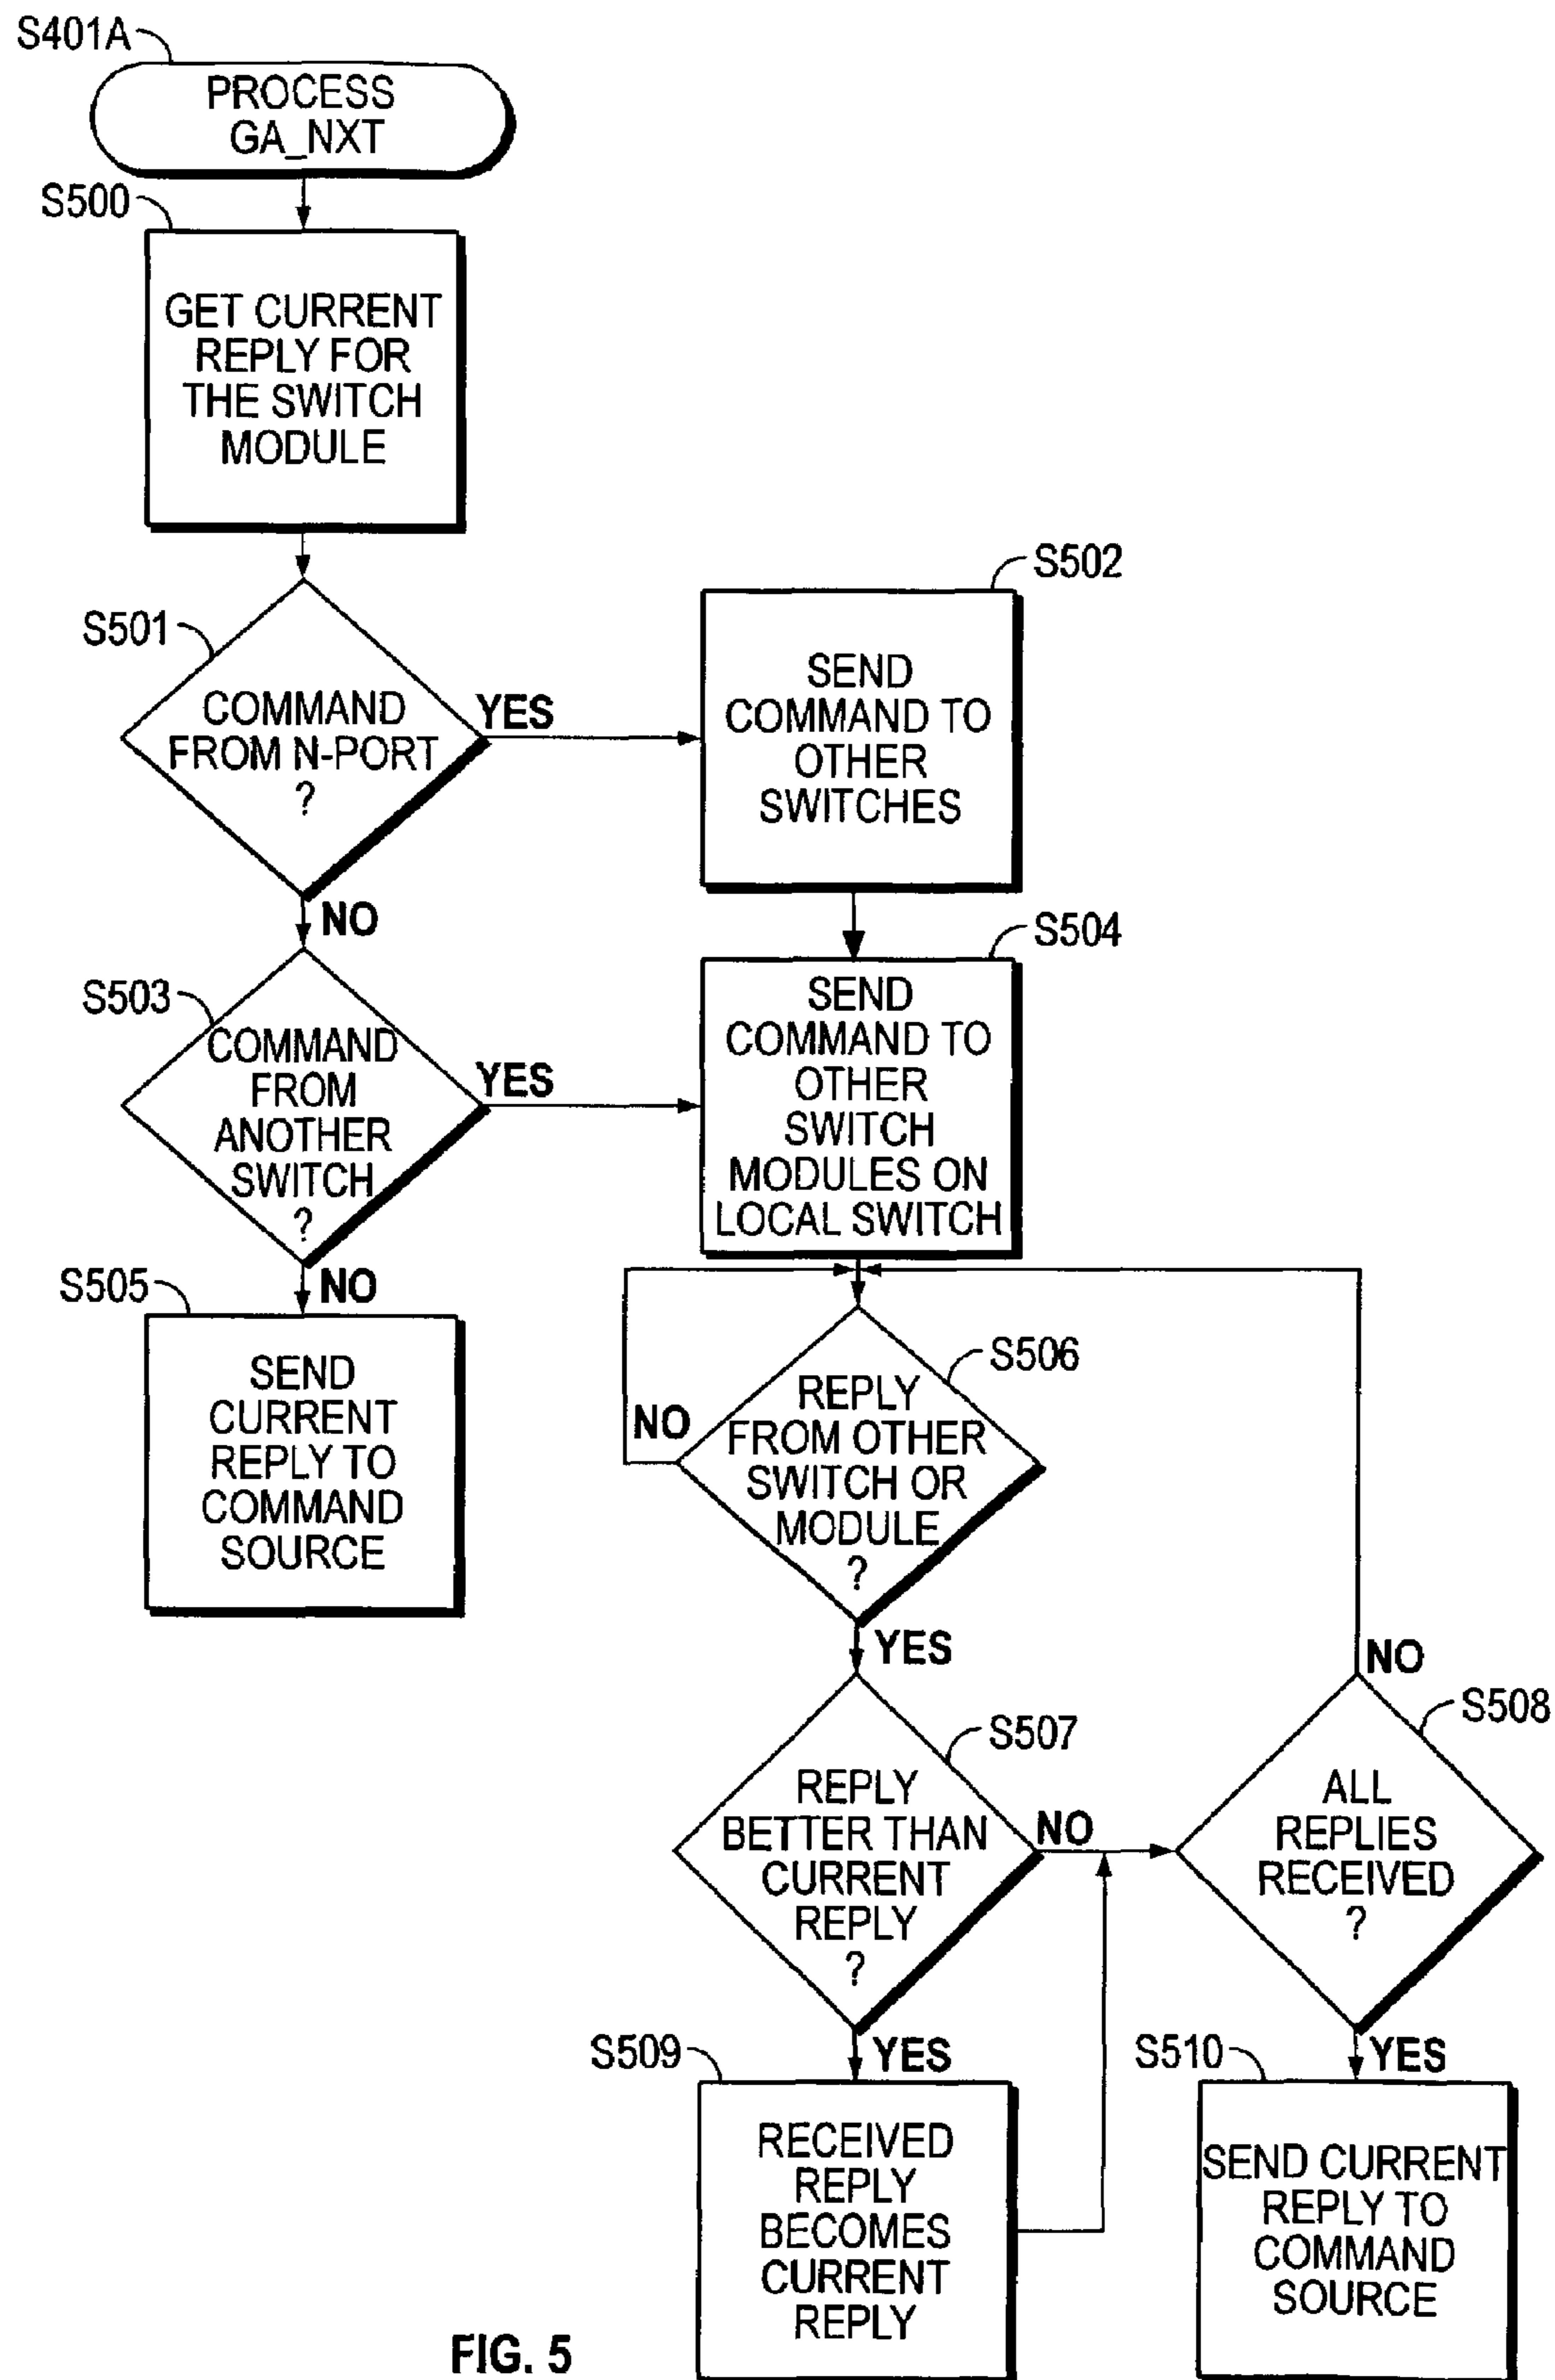 S401A
PROCESS
GA_NXT
S500
GET CURRENT
REPLY FOR
THE SWITCH
MODULE
S501
COMMAND
FROM N-PORT
?
YES
NO
S502
SEND
COMMAND TO
OTHER
SWITCHES
S503
COMMAND
FROM
ANOTHER
SWITCH
?
YES
NO
S504
SEND
COMMAND TO
OTHER
SWITCH
MODULES ON
LOCAL SWITCH
S505
SEND
CURRENT
REPLY TO
COMMAND
SOURCE
S506
REPLY
FROM OTHER
SWITCH OR
MODULE
?
NO
YES
S507
REPLY
BETTER THAN
CURRENT
REPLY
?
NO
YES
S508
ALL
REPLIES
RECEIVED
?
NO
YES
S509
RECEIVED
REPLY
BECOMES
CURRENT
REPLY
S510
SEND CURRENT
REPLY TO
COMMAND
SOURCE
FIG. 5